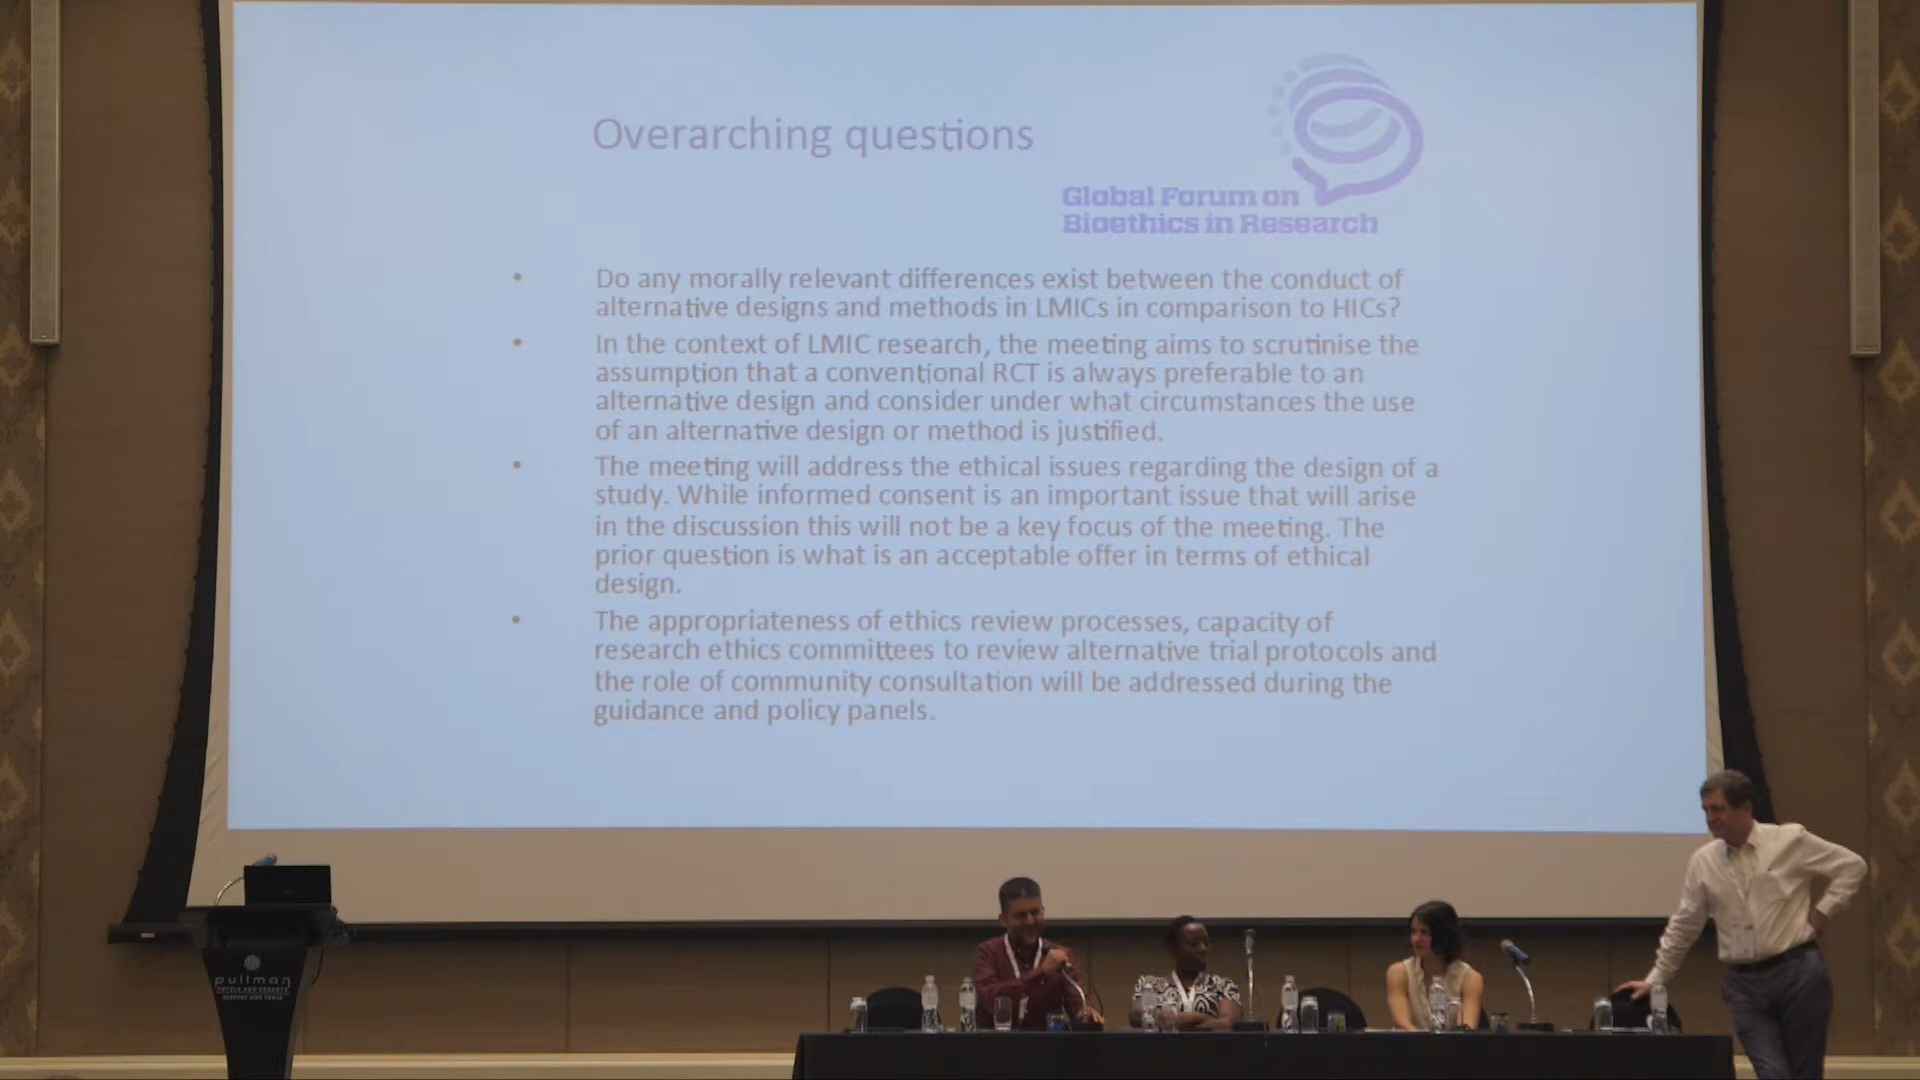 Overarching questions
Global Forum on
Bioethics in Research
• Do any morally relevant differences exist between the conduct of
alternative designs and methods in LMICs in comparison to HICs?
• In the context of LMIC research, the meeting aims to scrutinise the
assumption that a conventional RCT is always preferable to an
alternative design and consider under what circumstances the use
of an alternative design or method is justified.
• The meeting will address the ethical issues regarding the design of a
study. While informed consent is an important issue that will arise
in the discussion this will not be a key focus of the meeting. The
prior question is what is an acceptable offer in terms of ethical
design.
• The appropriateness of ethics review processes, capacity of
research ethics committees to review alternative trial protocols and
the role of community consultation will be addressed during the
guidance and policy panels.
pullman
HOTELS AND RESORTS